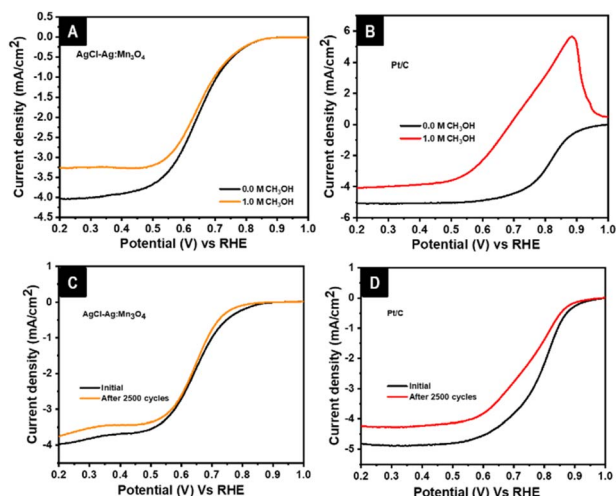 A
AgCl-Ag:Mn3O4
0.0 M CH3OH
1.0 M CH3OH
Current density (mA/cm2)
0.5
0.0
-0.5
-1.0
-1.5
-2.0
-2.5
-3.0
-3.5
-4.0
-4.5
0.2 0.3 0.4 0.5 0.6 0.7 0.8 0.9 1.0
Potential (V) vs RHE
B
Pt/C
0.0 M CH3OH
1.0 M CH3OH
Current density (mA/cm2)
6
4
2
0
-2
-4
-6
0.2 0.3 0.4 0.5 0.6 0.7 0.8 0.9 1.0
Potential (V) vs RHE
C
AgCl-Ag:Mn3O4
Initial
After 2500 cycles
Current density (mA/cm2)
1
0
-1
-2
-3
-4
0.2 0.3 0.4 0.5 0.6 0.7 0.8 0.9 1.0
Potential (V) Vs RHE
D
Pt/C
Initial
After 2500 cycles
Current density (mA/cm2)
1
0
-1
-2
-3
-4
-5
0.2 0.3 0.4 0.5 0.6 0.7 0.8 0.9 1.0
Potential (V) Vs RHE